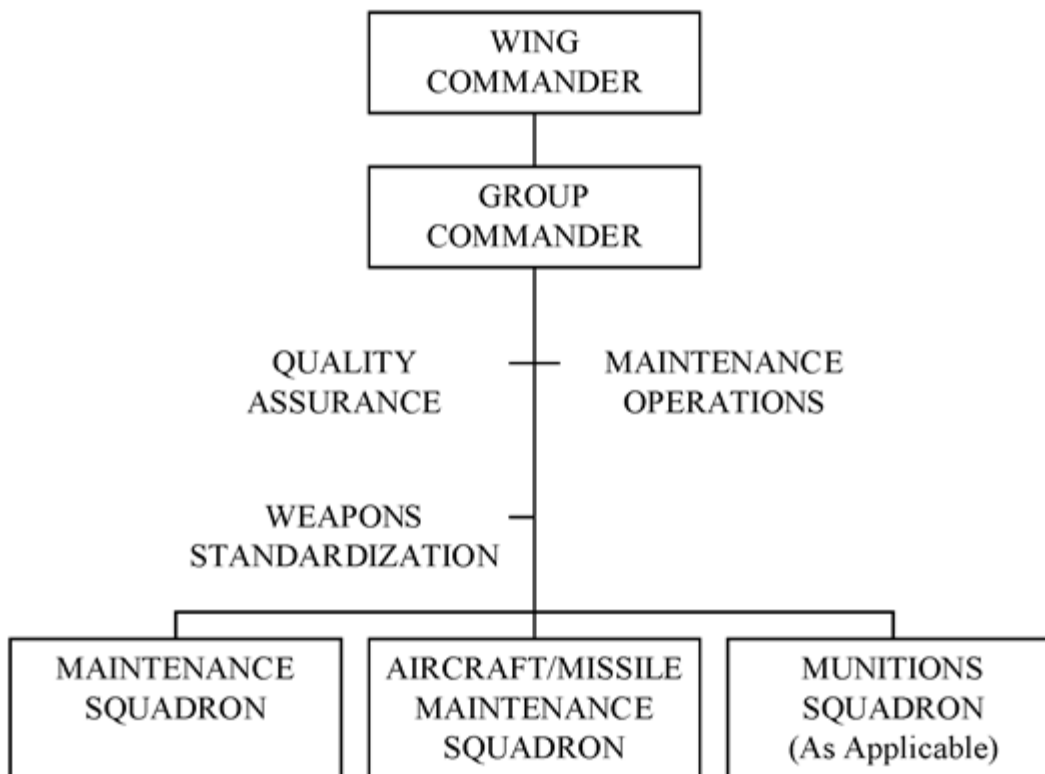 WING
COMMANDER
GROUP
COMMANDER
QUALITY
ASSURANCE
MAINTENANCE
OPERATIONS
WEAPONS
STANDARDIZATION
MAINTENANCE
SQUADRON
AIRCRAFT/MISSILE
MAINTENANCE
SQUADRON
MUNITIONS
SQUADRON
(As Applicable)